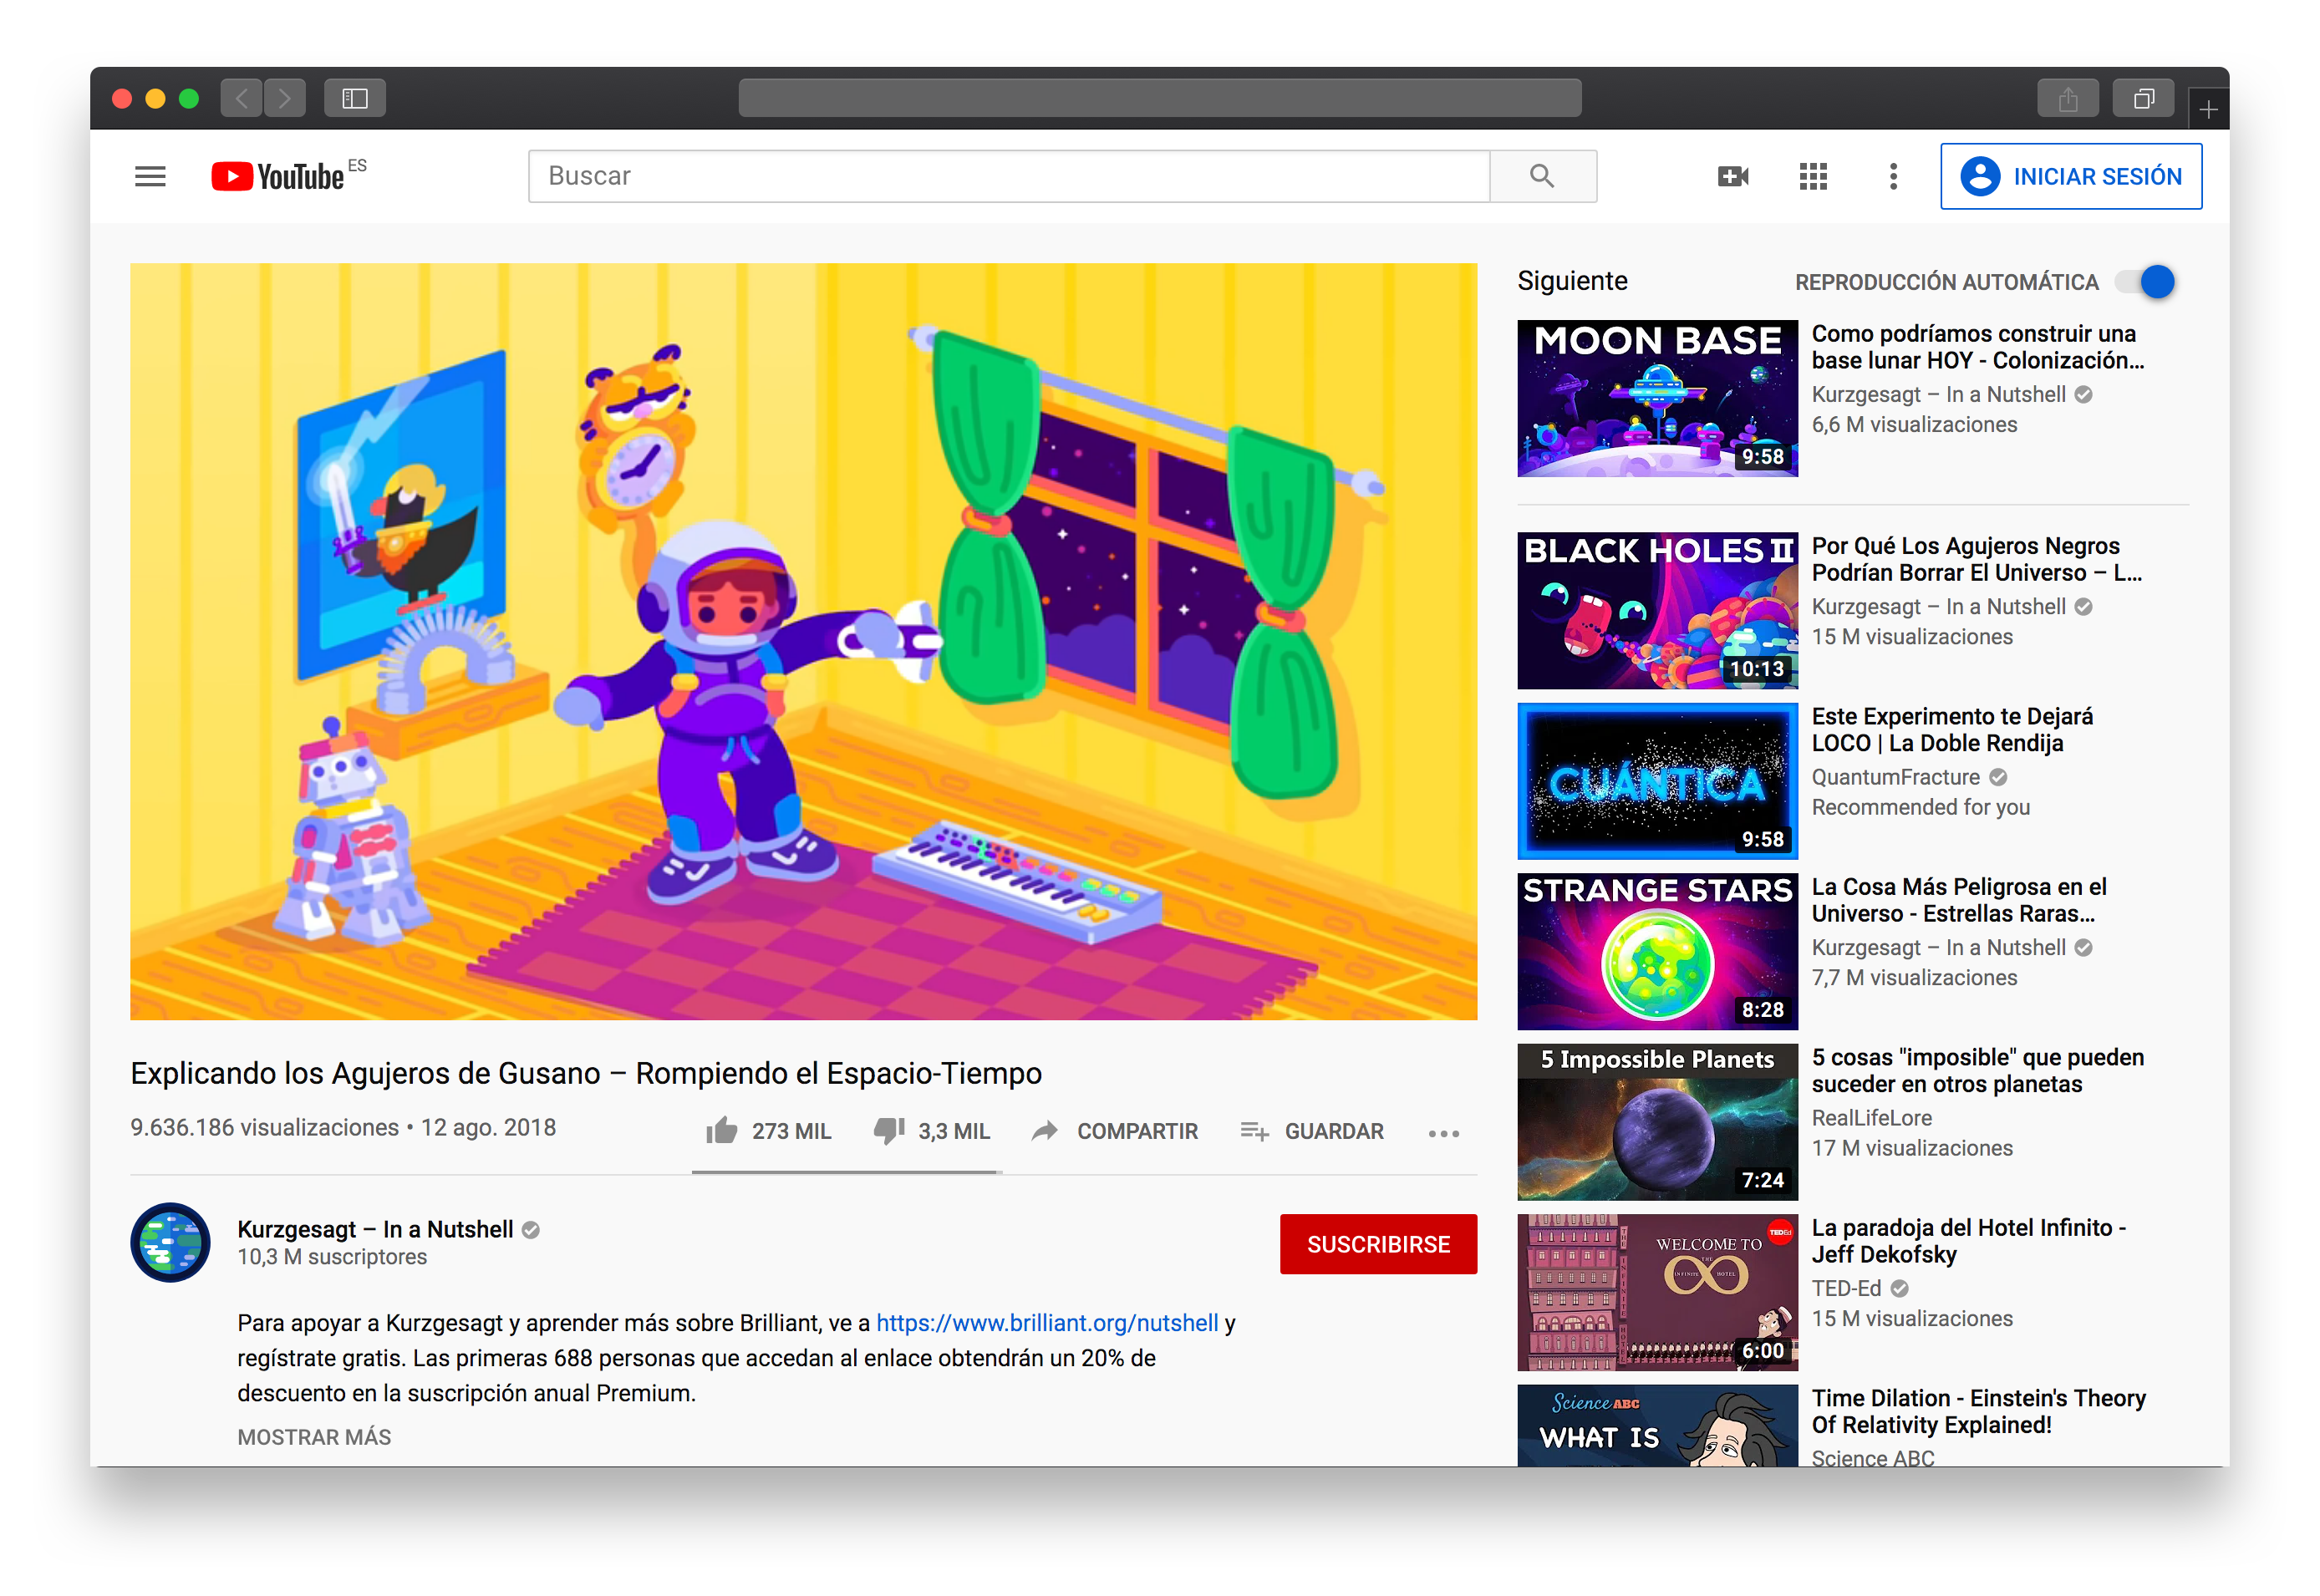 YouTube ES
Buscar
INICIAR SESIÓN
Explicando los Agujeros de Gusano – Rompiendo el Espacio-Tiempo
9.636.186 visualizaciones • 12 ago. 2018
273 MIL
3,3 MIL
COMPARTIR
GUARDAR
Kurzgesagt – In a Nutshell
10,3 M suscriptores
SUSCRIBIRSE
Para apoyar a Kurzgesagt y aprender más sobre Brilliant, ve a https://www.brilliant.org/nutshell y
regístrate gratis. Las primeras 688 personas que accedan al enlace obtendrán un 20% de
descuento en la suscripción anual Premium.
MOSTRAR MÁS
Siguiente
REPRODUCCIÓN AUTOMÁTICA
MOON BASE
9:58
Como podríamos construir una
base lunar HOY - Colonización...
Kurzgesagt – In a Nutshell
6,6 M visualizaciones
BLACK HOLES II
10:13
Por Qué Los Agujeros Negros
Podrían Borrar El Universo – L...
Kurzgesagt – In a Nutshell
15 M visualizaciones
CUÁNTICA
9:58
Este Experimento te Dejará
LOCO | La Doble Rendija
QuantumFracture
Recommended for you
STRANGE STARS
8:28
La Cosa Más Peligrosa en el
Universo - Estrellas Raras...
Kurzgesagt – In a Nutshell
7,7 M visualizaciones
5 Impossible Planets
7:24
5 cosas "imposible" que pueden
suceder en otros planetas
RealLifeLore
17 M visualizaciones
TEDEd
WELCOME TO
THE
INFINITE HOTEL
THE INFINITE HOTEL
6:00
La paradoja del Hotel Infinito -
Jeff Dekofsky
TED-Ed
15 M visualizaciones
Science ABC
WHAT IS
Time Dilation - Einstein's Theory
Of Relativity Explained!
Science ABC